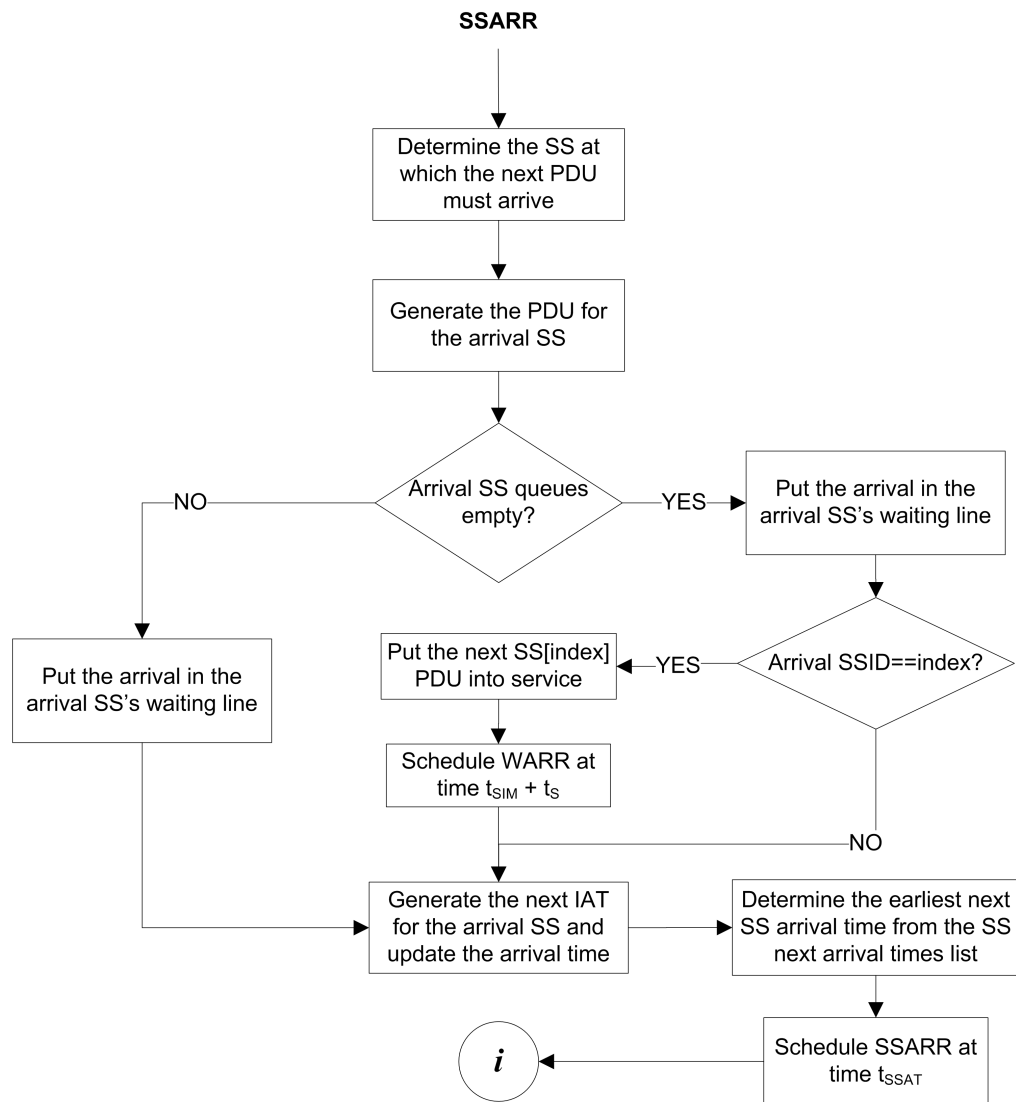 SSARR
Determine the SS at
which the next PDU
must arrive
Generate the PDU for
the arrival SS
Arrival SS queues
empty?
NO
YES
Put the arrival in the
arrival SS's waiting line
Arrival SSID==index?
YES
NO
Put the next SS[index]
PDU into service
Schedule WARR at
time tSIM + tS
Put the arrival in the
arrival SS's waiting line
Generate the next IAT
for the arrival SS and
update the arrival time
Determine the earliest next
SS arrival time from the SS
next arrival times list
Schedule SSARR at
time tSSAT
i